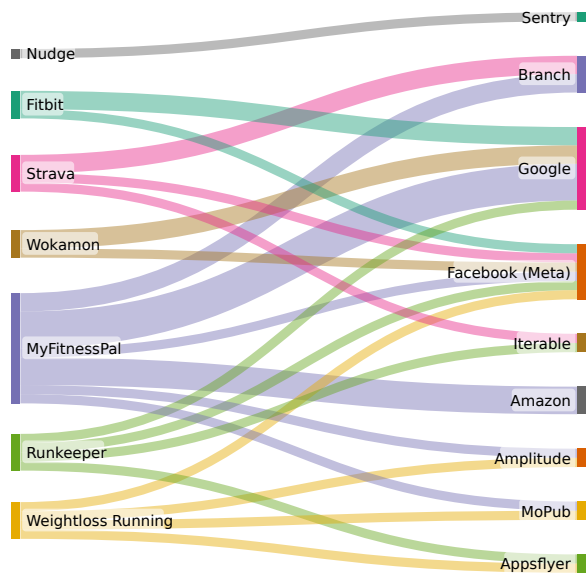 Nudge
Fitbit
Strava
Wokamon
MyFitnessPal
Runkeeper
Weightloss Running
Sentry
Branch
Google
Facebook (Meta)
Iterable
Amazon
Amplitude
MoPub
Appsflyer